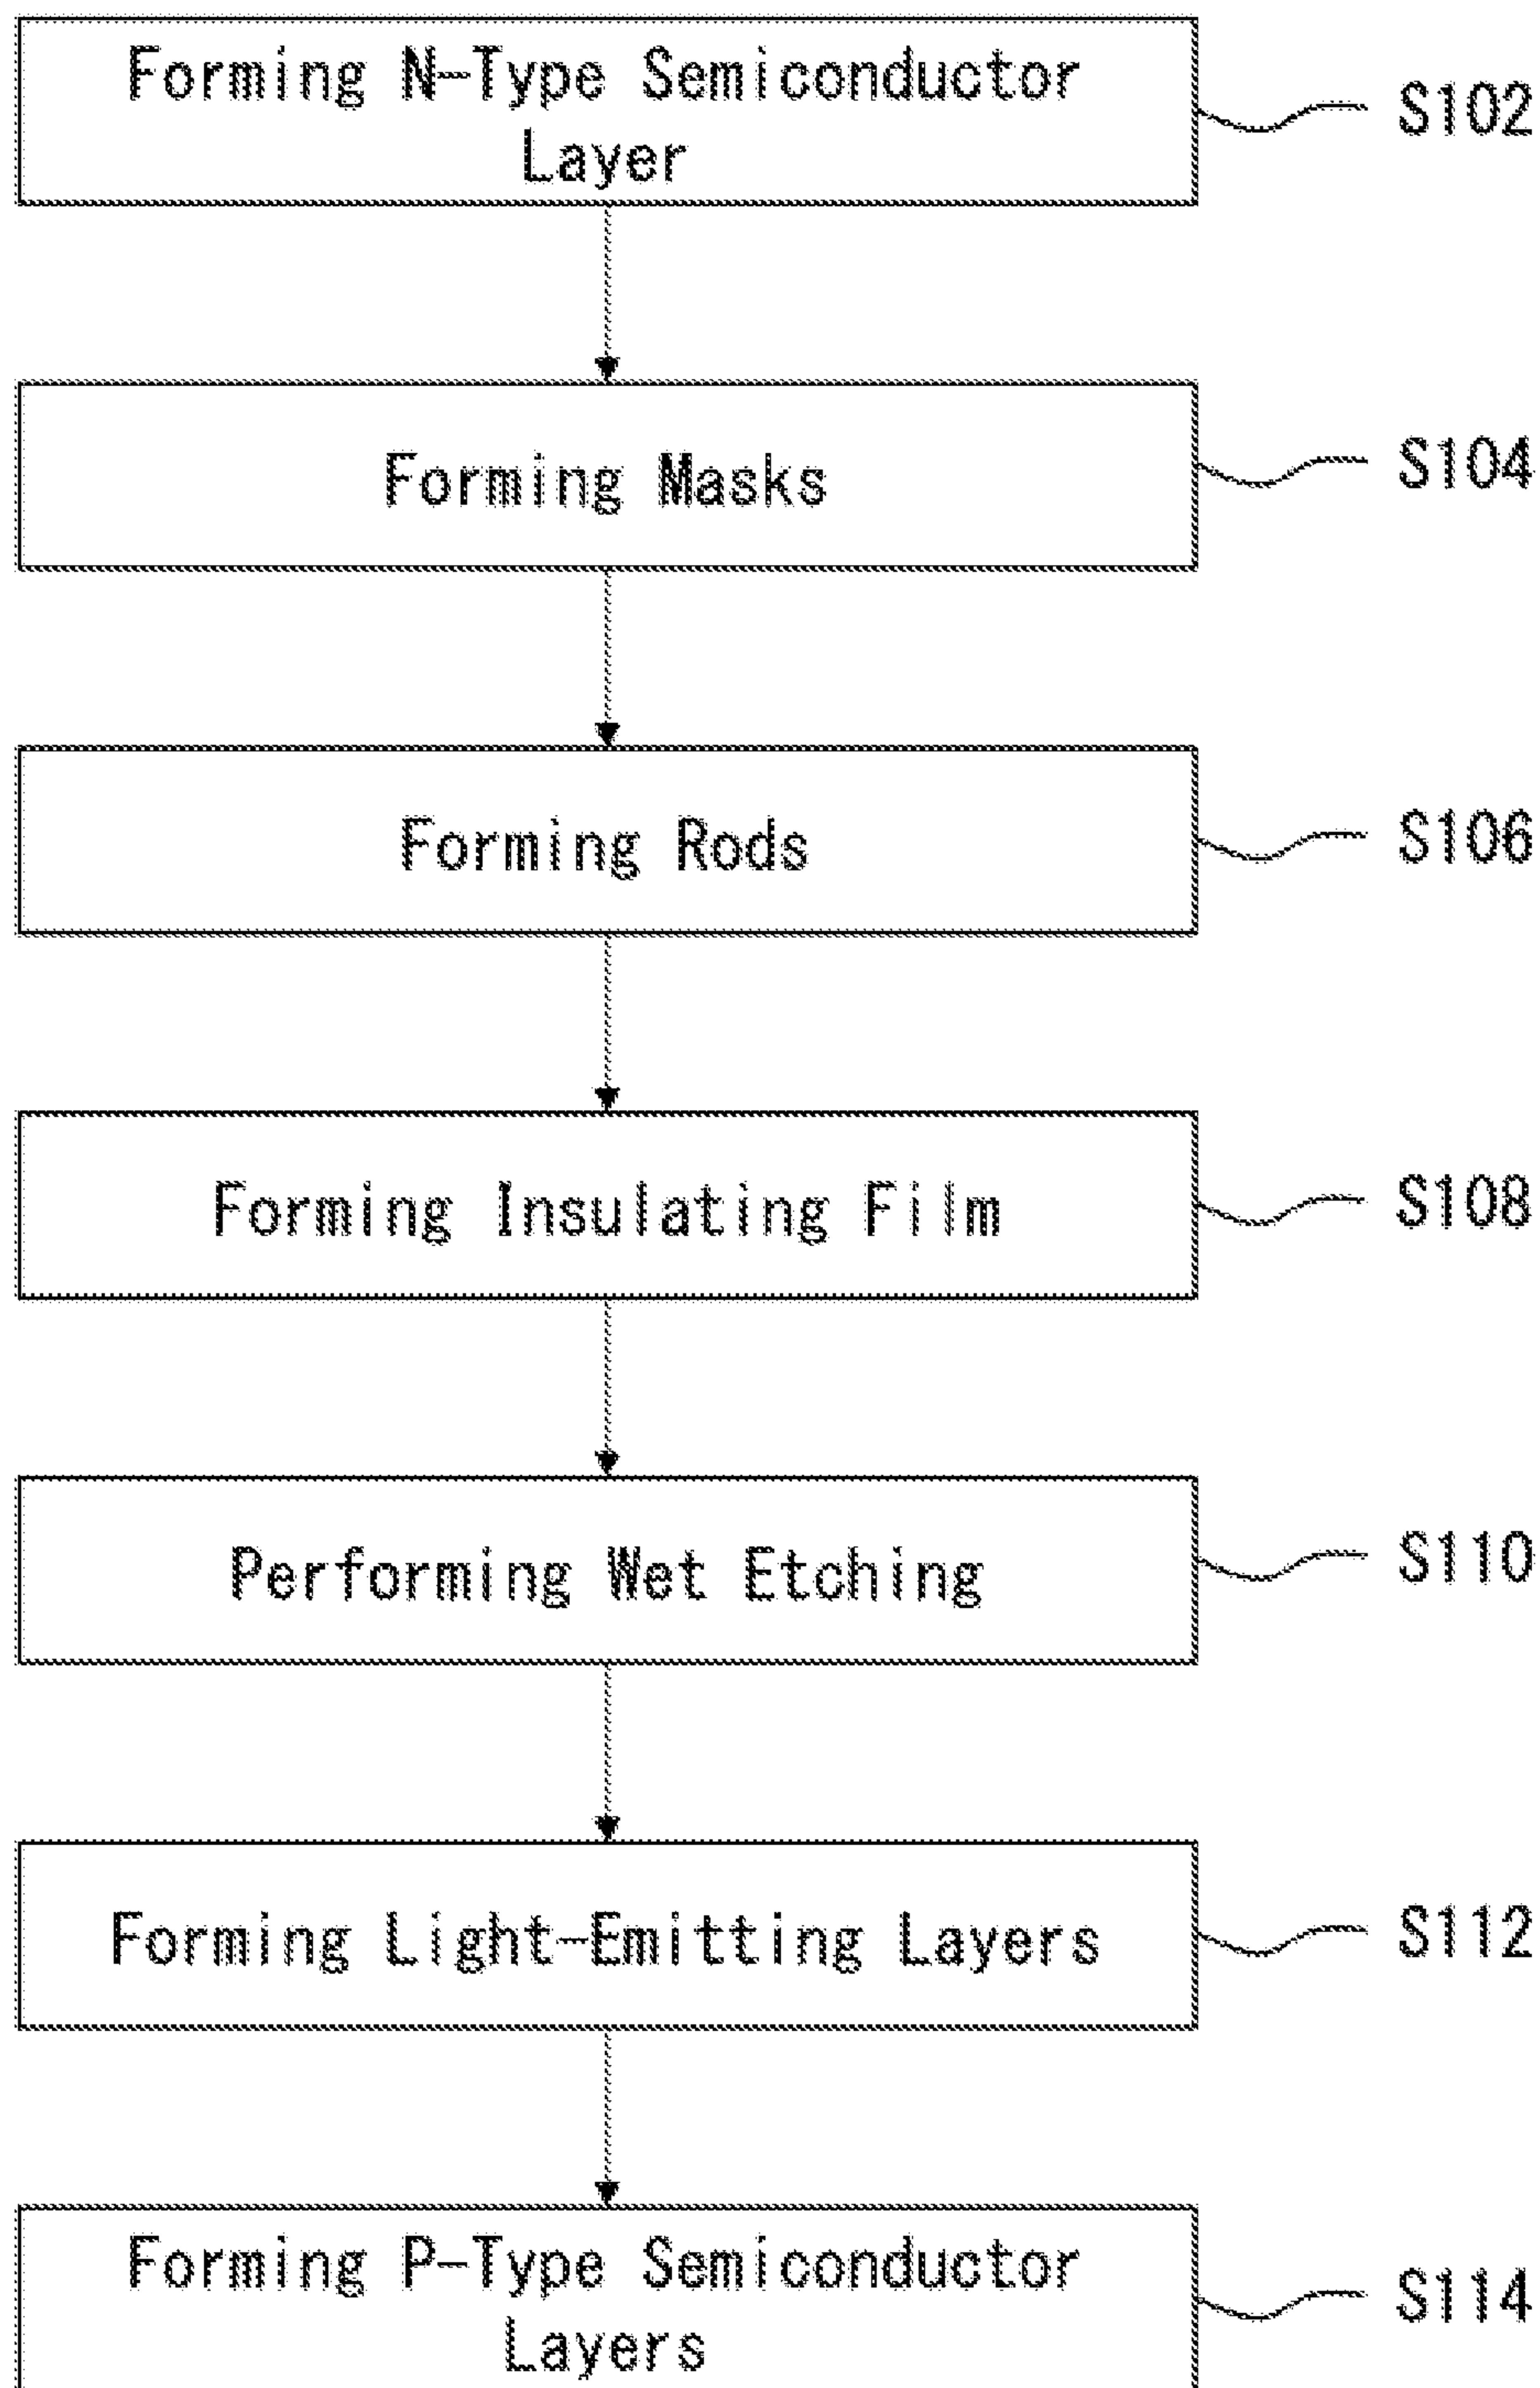 Forming N-Type Semiconductor
Layer
S102
Forming Masks
S104
Forming Rods
S106
Forming Insulating Film
S108
Performing Wet Etching
S110
Forming Light-Emitting Layers
S112
Forming P-Type Semiconductor
Layers
S114